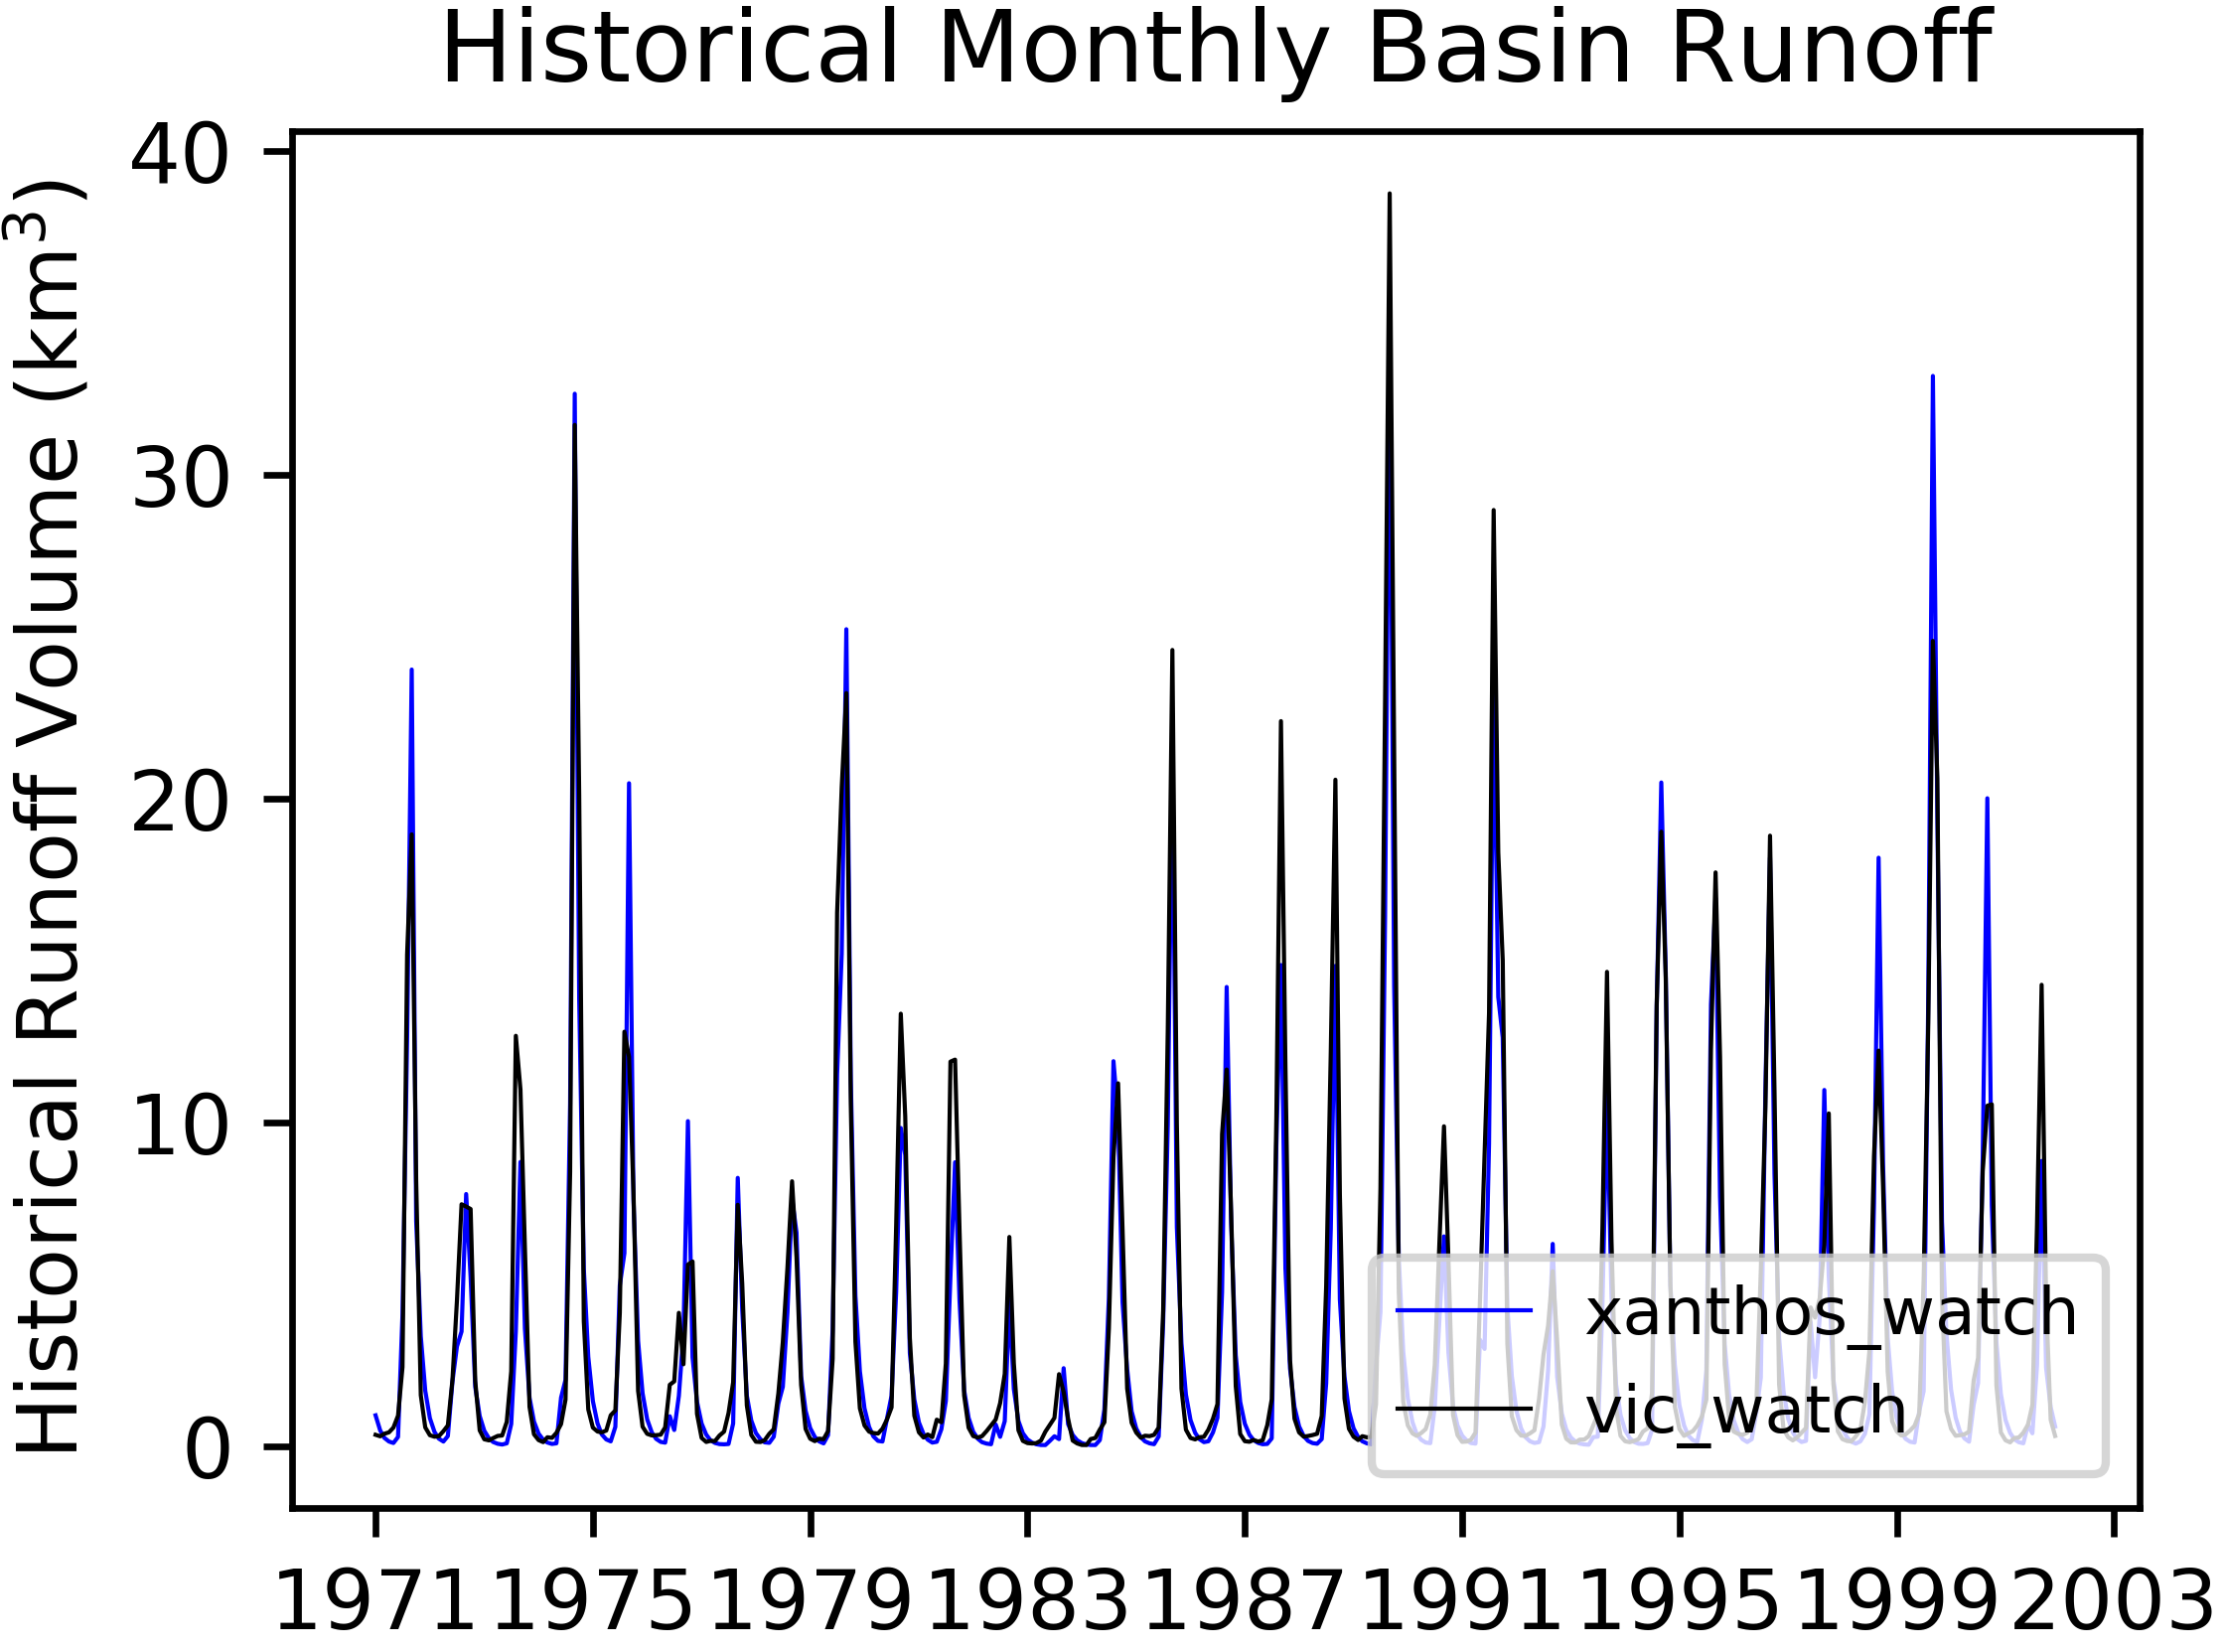 Historical Monthly Basin Runoff
Historical Runoff Volume (km³)
40
30
20
10
0
xanthos_watch
vic_watch
1971 1975 1979 1983 1987 1991 1995 1999 2003